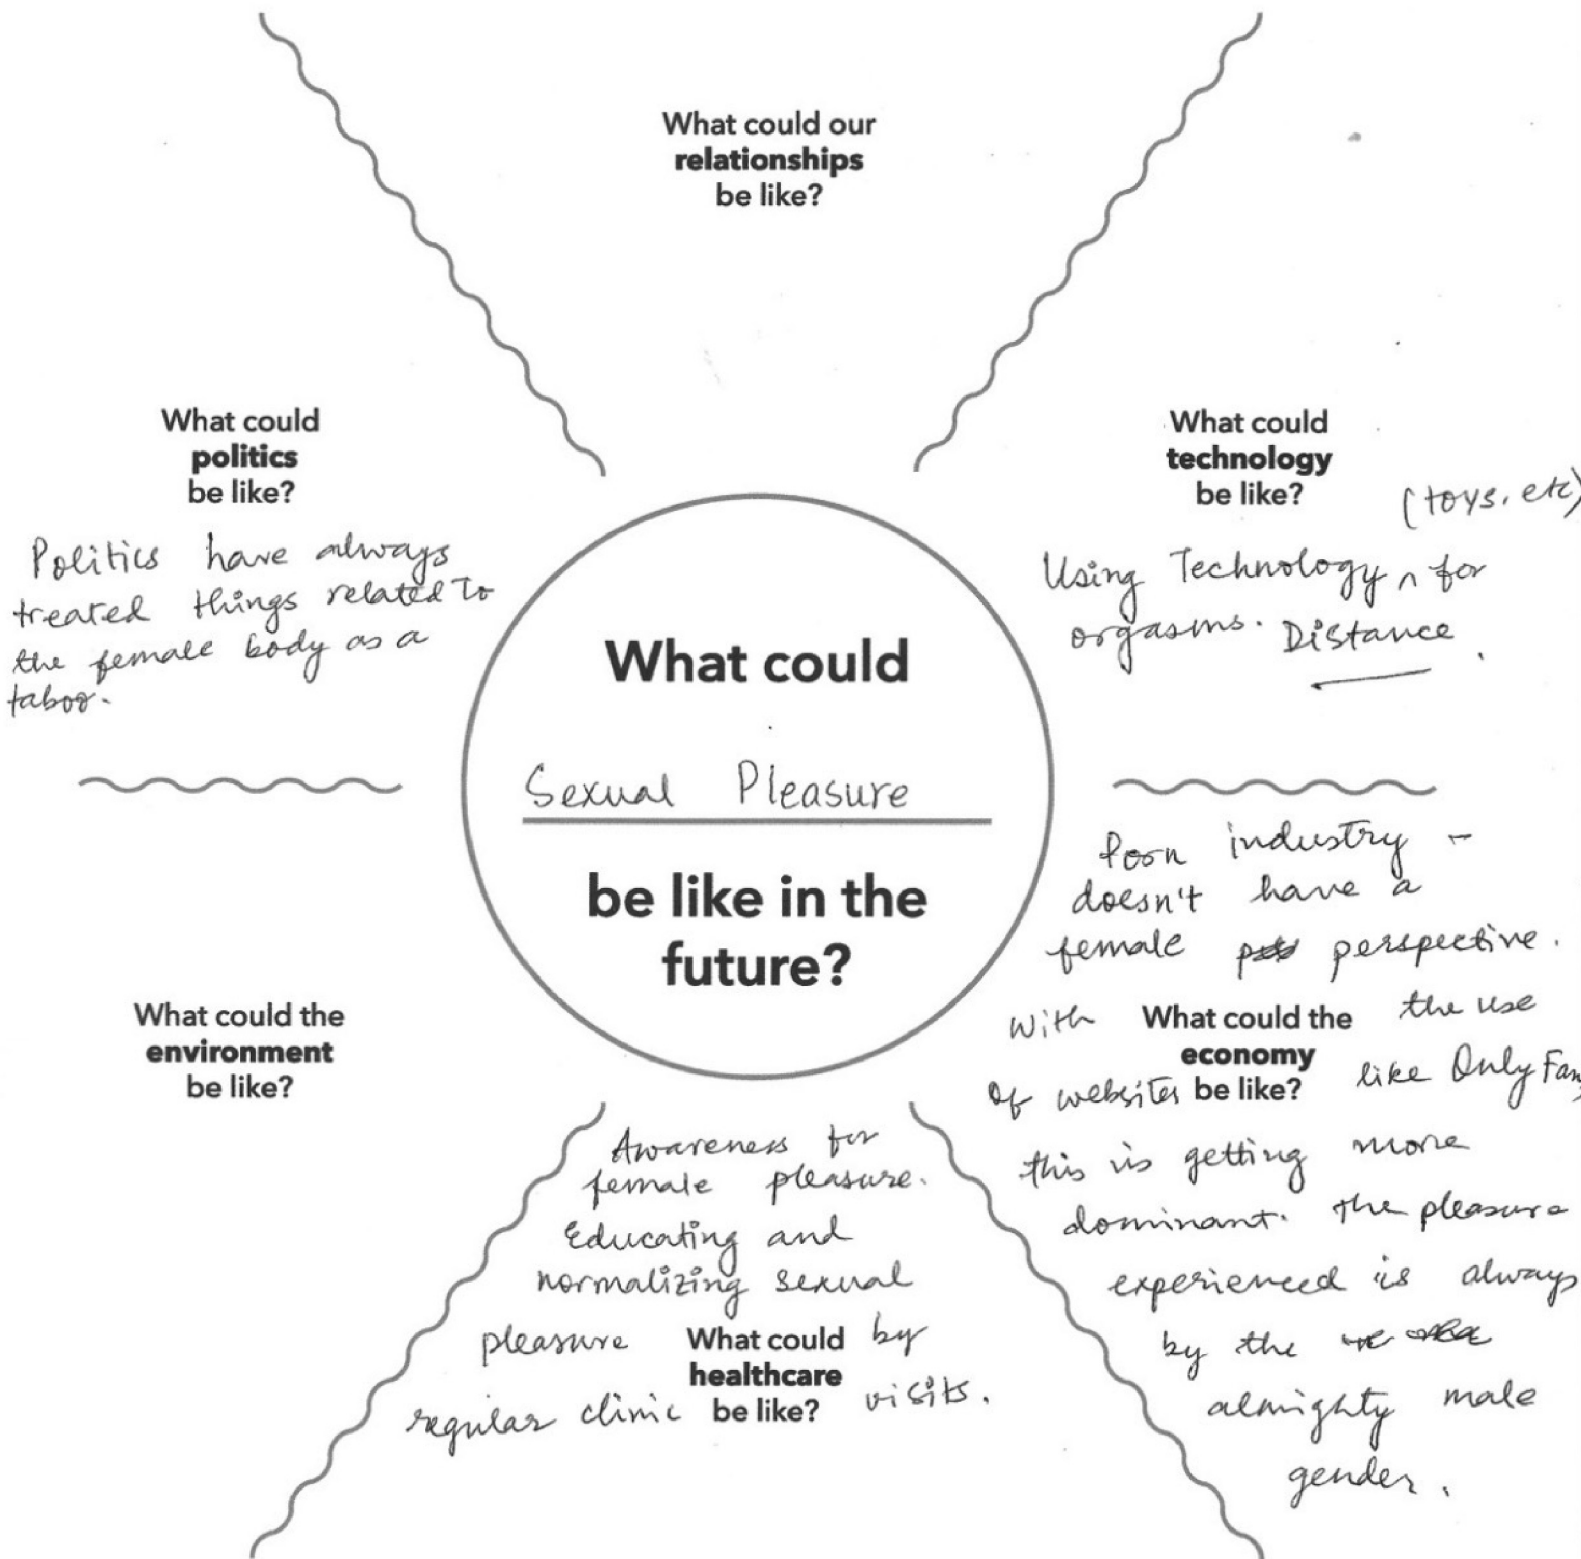 What could our
relationships
be like?
What could
politics
be like?
Politics have always
treated things related to
the female body as a
taboo.
What could
technology
be like?
(toys, etc)
Using Technology ^ for
orgasms. Distance.
What could
Sexual Pleasure
be like in the
future?
Porn industry -
doesn't have a
female perspective.
with the use
of websites like Only Fans
this is getting more
dominant. The pleasure
experienced is always
by the
almighty male
gender.
What could the
economy
be like?
What could the
environment
be like?
Awareness for
female pleasure.
Educating and
normalizing sexual
pleasure by
regular clinic visits.
What could
healthcare
be like?